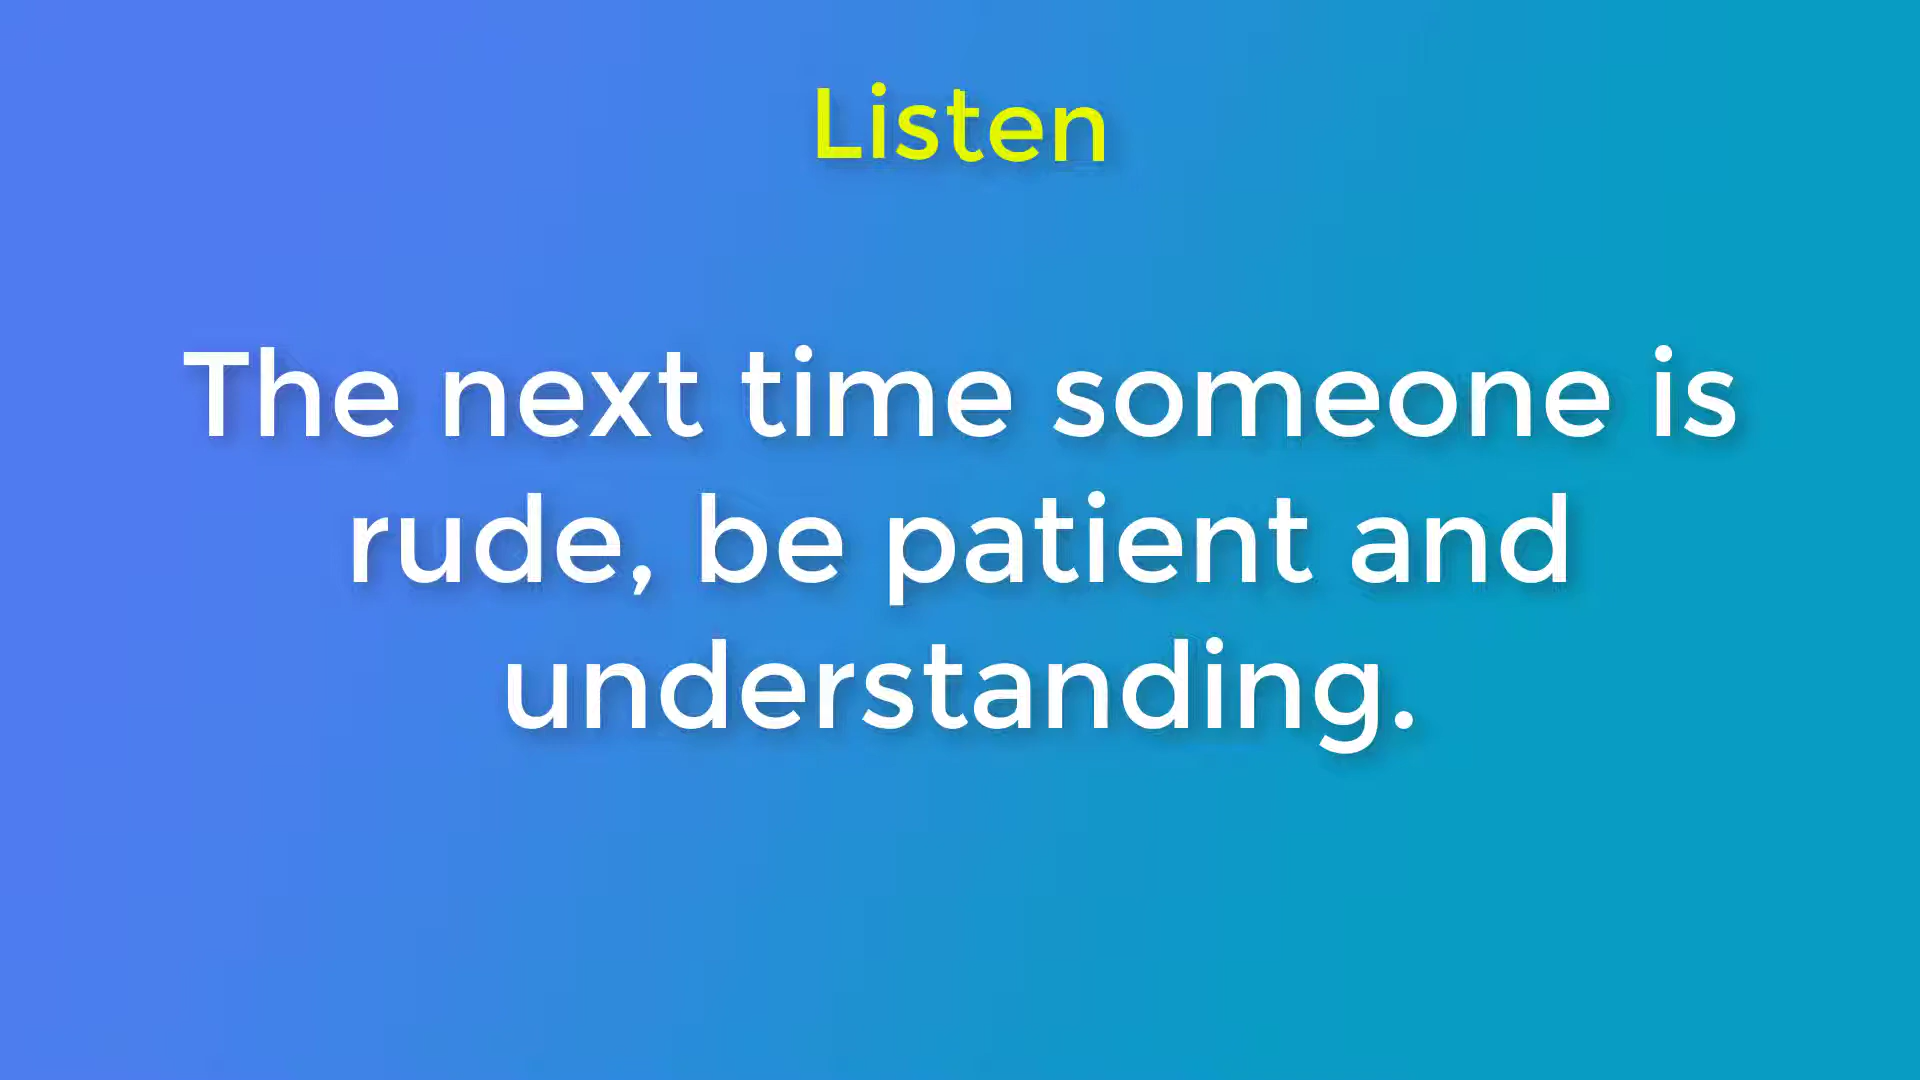 Listen
The next time someone is
rude, be patient and
understanding.